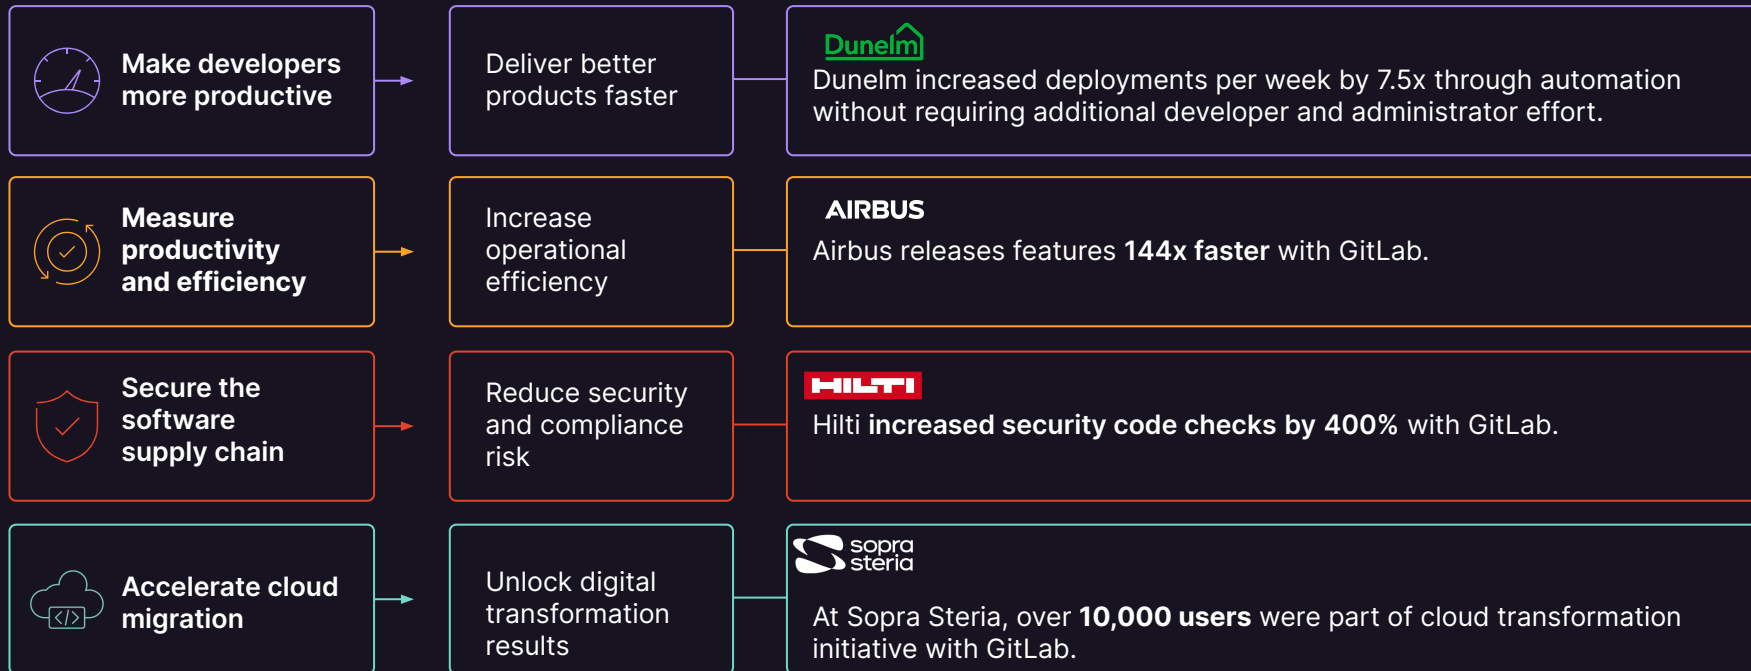 Make developers
more productive
Deliver better
products faster
Dunelm
Dunelm increased deployments per week by 7.5x through automation
without requiring additional developer and administrator effort.
Measure
productivity
and efficiency
Increase
operational
efficiency
AIRBUS
Airbus releases features 144x faster with GitLab.
Secure the
software
supply chain
Reduce security
and compliance
risk
HILTI
Hilti increased security code checks by 400% with GitLab.
</>
Accelerate cloud
migration
Unlock digital
transformation
results
sopra
steria
At Sopra Steria, over 10,000 users were part of cloud transformation
initiative with GitLab.